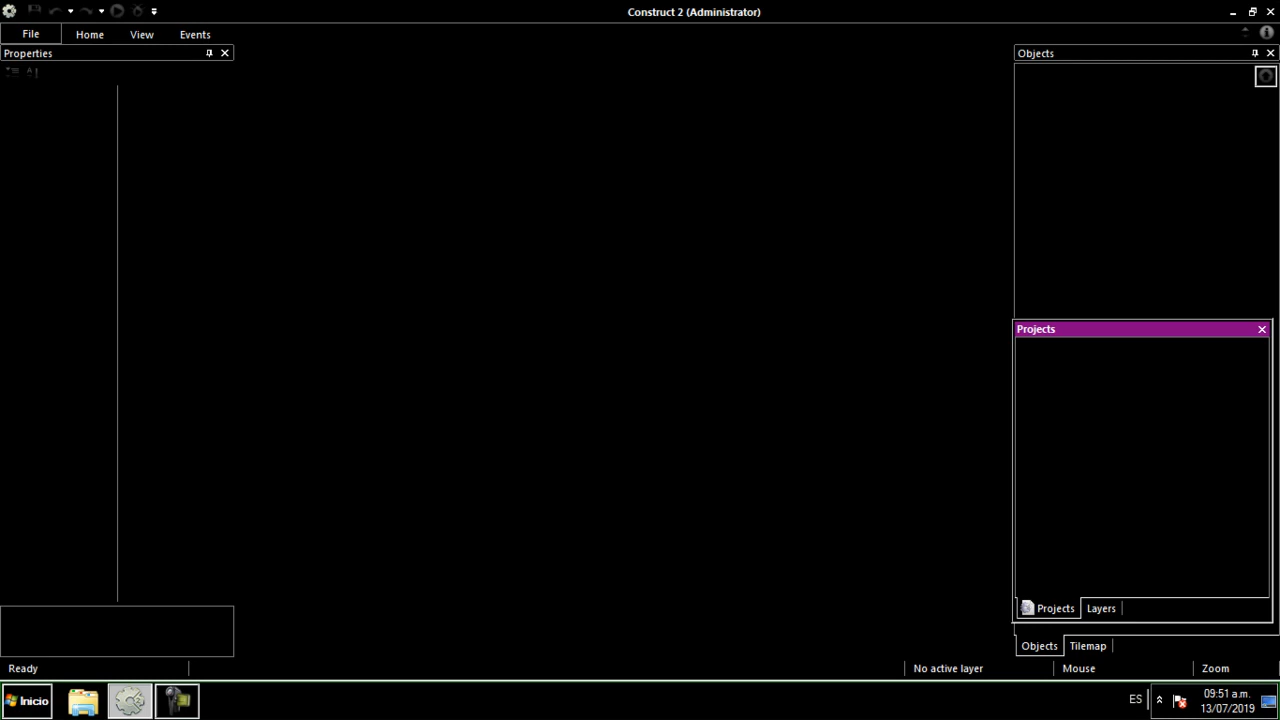 Construct 2 (Administrator)
File Home View Events
Properties
Objects
Projects
Projects Layers
Objects Tilemap
Ready No active layer Mouse Zoom
Inicio ES 09:51 a.m.
13/07/2019